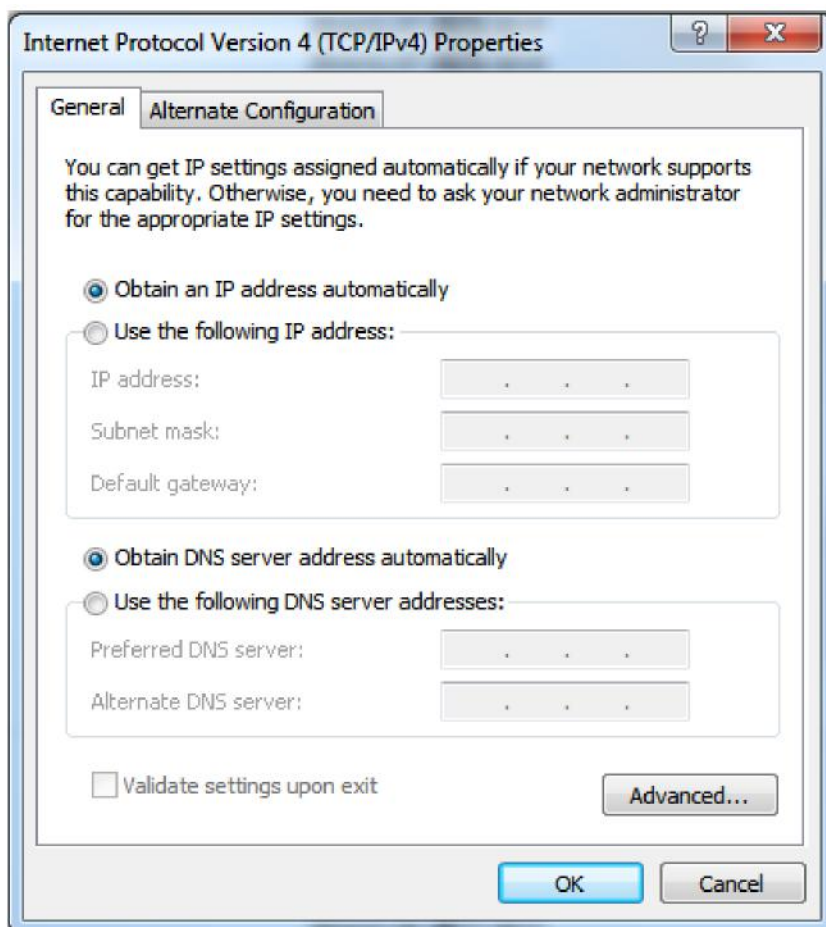 Internet Protocol Version 4 (TCP/IPv4) Properties
General
Alternate Configuration
You can get IP settings assigned automatically if your network supports
this capability. Otherwise, you need to ask your network administrator
for the appropriate IP settings.
Obtain an IP address automatically
Use the following IP address:
IP address:
Subnet mask:
Default gateway:
Obtain DNS server address automatically
Use the following DNS server addresses:
Preferred DNS server:
Alternate DNS server:
Validate settings upon exit
Advanced...
OK
Cancel